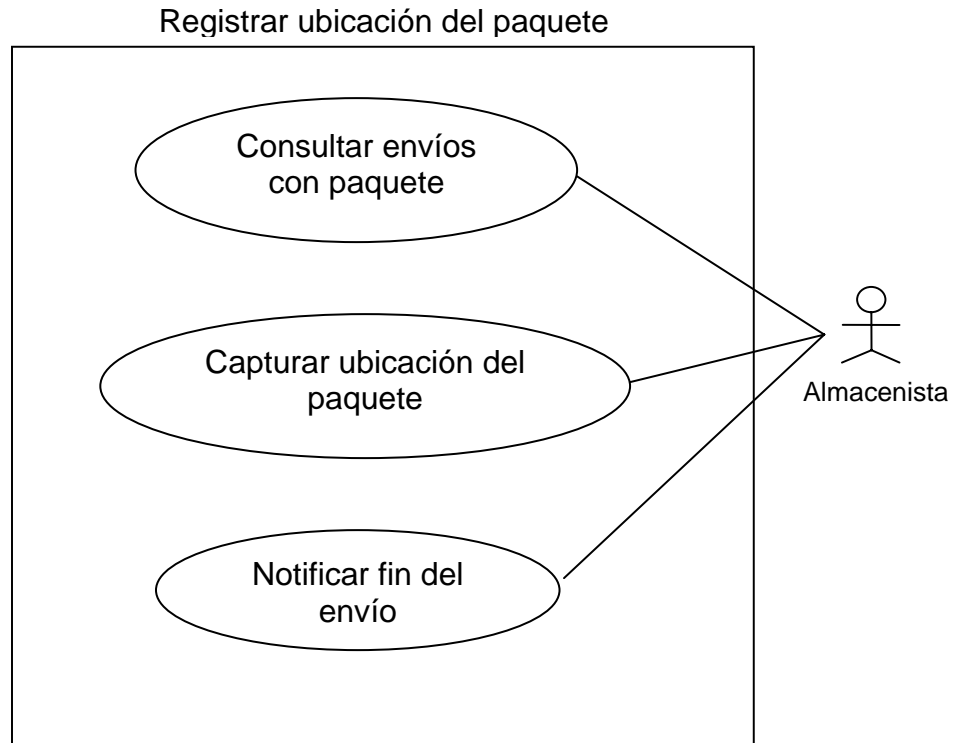 Registrar ubicación del paquete
Consultar envíos
con paquete
Capturar ubicación del
paquete
Almacenista
Notificar fin del
envío